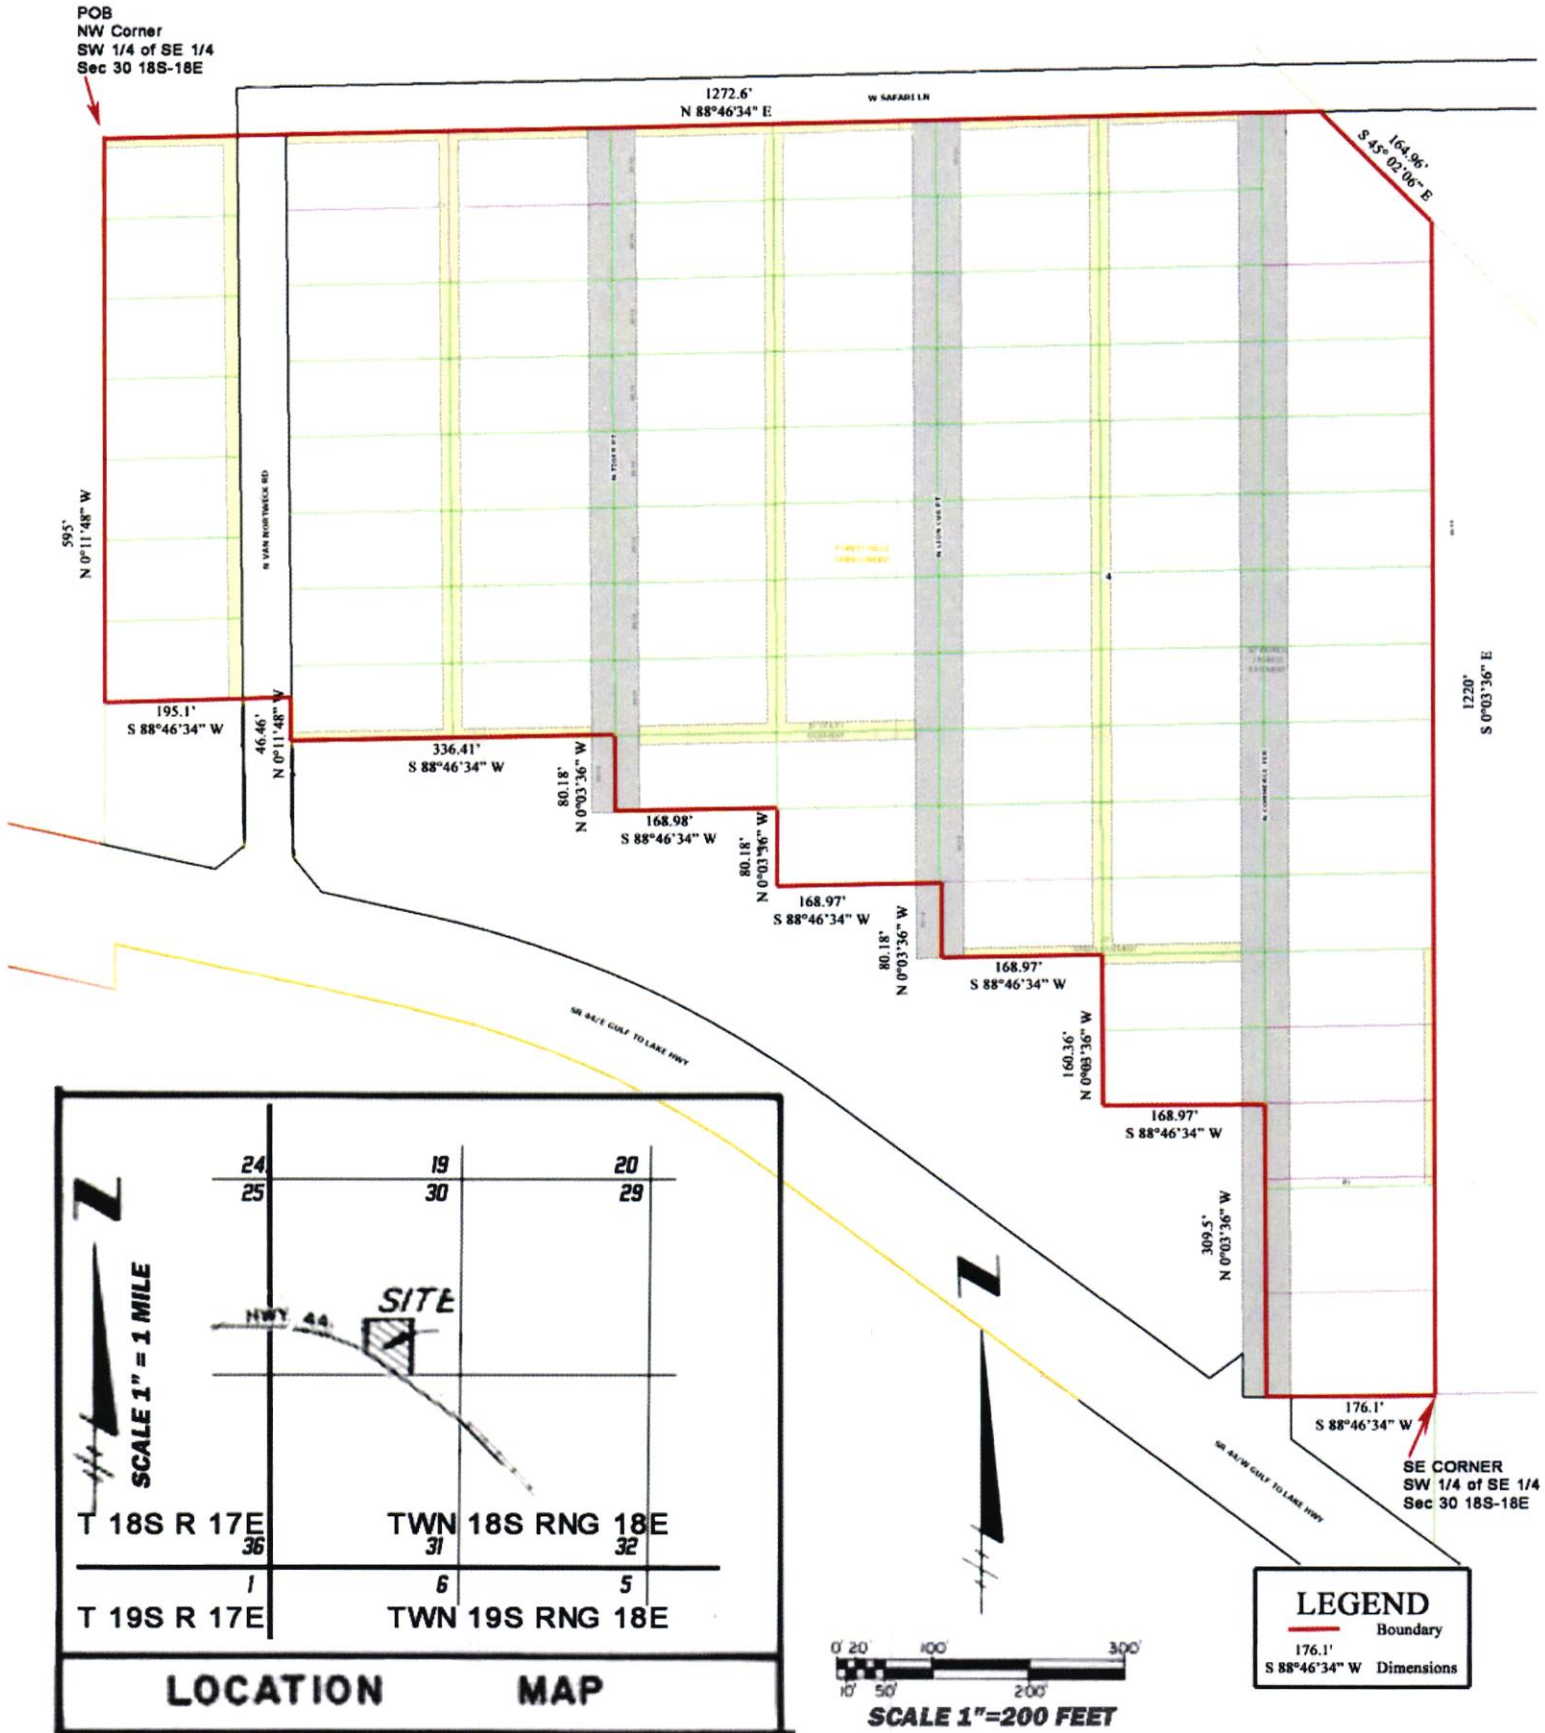 POB
NW Corner
SW 1/4 of SE 1/4
Sec 30 18S-18E
1272.6'
N 88°46'34" E
W SAFARI LN
164.96'
S 45° 02'06" E
595'
N 0°11'48" W
N VAN NORTWICK RD
N TIGER PT
N LION CUB PT
4
N COMMERCE TER
1220'
S 0°03'36" E
195.1'
S 88°46'34" W
46.46'
N 0°11'48" W
336.41'
S 88°46'34" W
80.18'
N 0°03'36" W
168.98'
S 88°46'34" W
80.18'
N 0°03'36" W
168.97'
S 88°46'34" W
80.18'
N 0°03'36" W
168.97'
S 88°46'34" W
160.36'
N 0°03'36" W
168.97'
S 88°46'34" W
309.5'
N 0°03'36" W
176.1'
S 88°46'34" W
SR 44/E GULF TO LAKE HWY
SR 44/W GULF TO LAKE HWY
SE CORNER
SW 1/4 of SE 1/4
Sec 30 18S-18E
24 19 20
25 30 29
SITE
HWY. 44
N
SCALE 1" = 1 MILE
T 18S R 17E TWN 18S RNG 18E
36 31 32
1 6 5
T 19S R 17E TWN 19S RNG 18E
LOCATION MAP
N
0' 20' 100' 300'
10' 50' 200'
SCALE 1"=200 FEET
LEGEND
Boundary
176.1'
S 88°46'34" W Dimensions